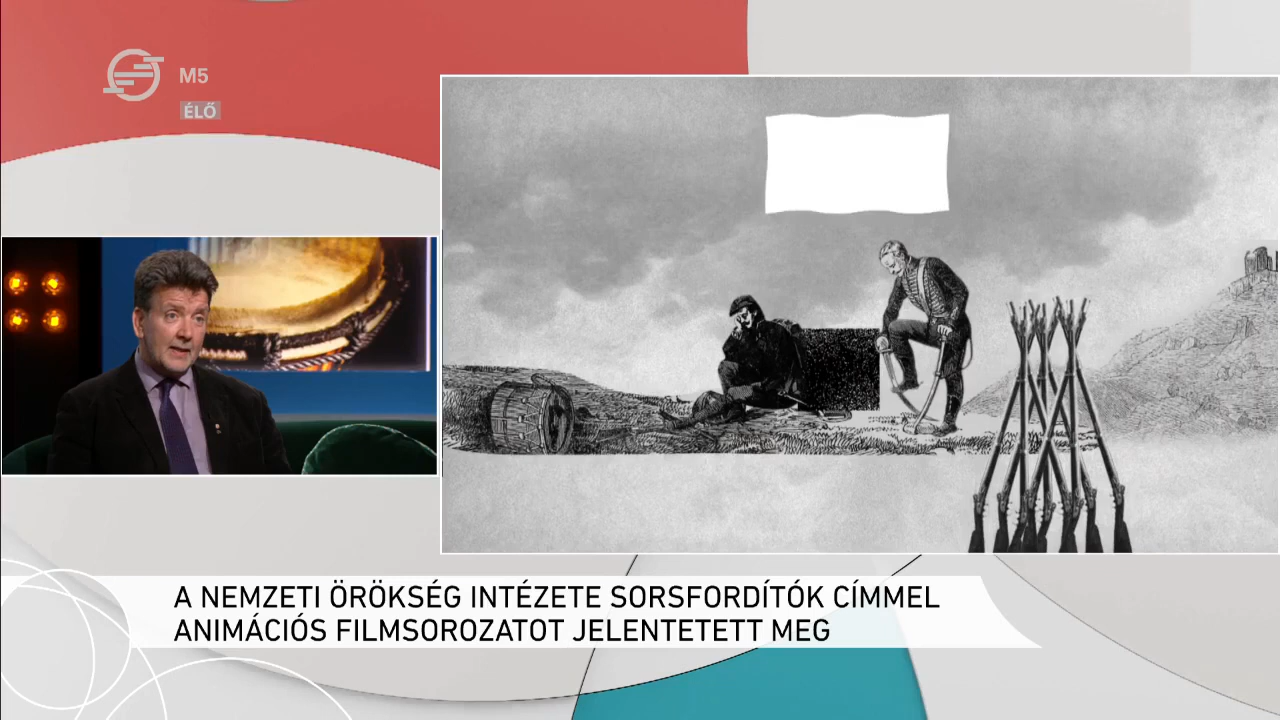 M5
ÉLŐ
A NEMZETI ÖRÖKSÉG INTÉZETE SORSFORDÍTÓK CÍMMEL
ANIMÁCIÓS FILMSOROZATOT JELENTETETT MEG